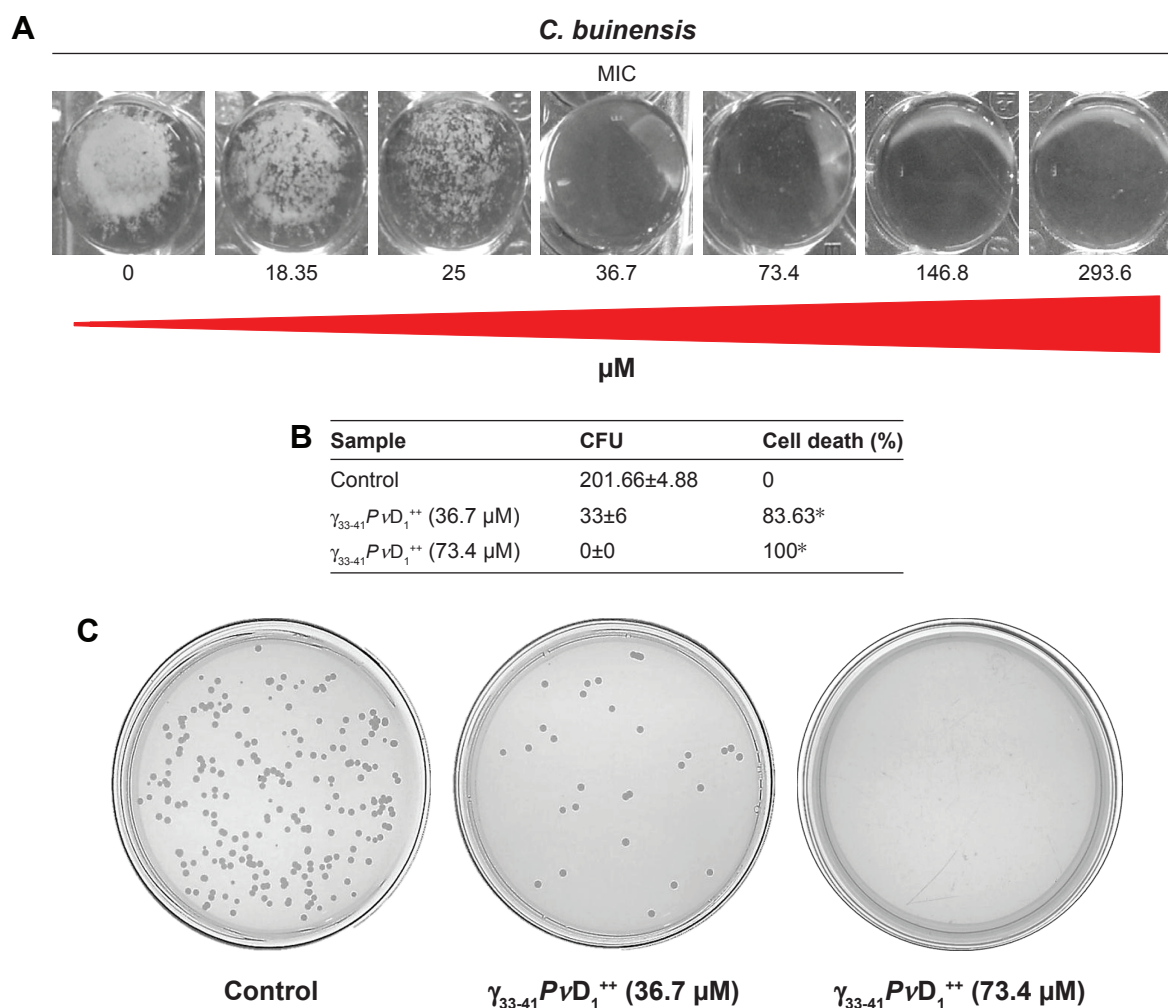 A
C. buinensis
MIC
0 18.35 25 36.7 73.4 146.8 293.6
µM
B
Sample CFU Cell death (%)
Control 201.66±4.88 0
γ33-41PvD1++ (36.7 µM) 33±6 83.63*
γ33-41PvD1++ (73.4 µM) 0±0 100*
C
Control γ33-41PvD1++ (36.7 µM) γ33-41PvD1++ (73.4 µM)